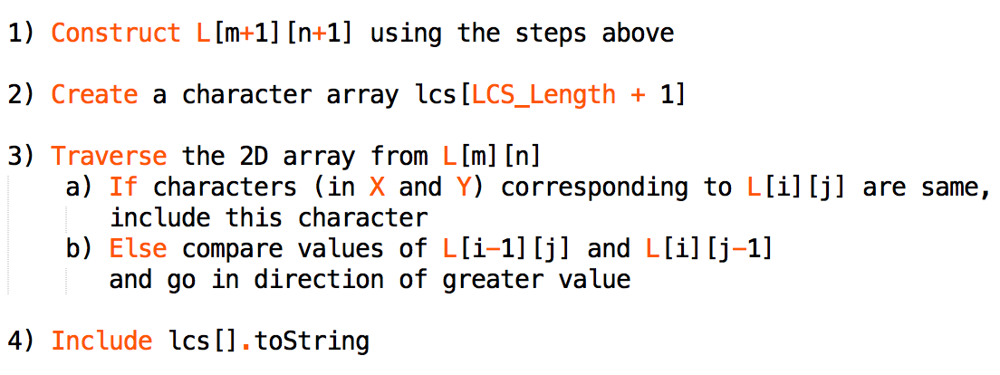 1) Construct L[m+1][n+1] using the steps above
2) Create a character array lcs[LCS_Length + 1]
3) Traverse the 2D array from L[m][n]
a) If characters (in X and Y) corresponding to L[i][j] are same,
include this character
b) Else compare values of L[i-1][j] and L[i][j-1]
and go in direction of greater value
4) Include lcs[].toString